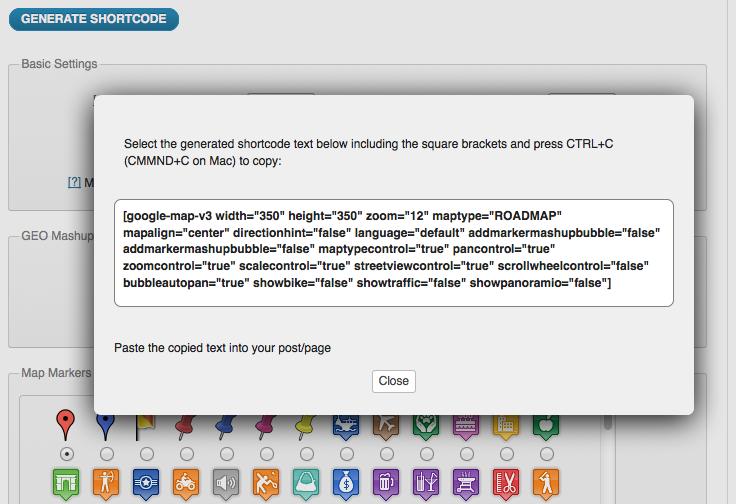 GENERATE SHORTCODE
Basic Settings
Select the generated shortcode text below including the square brackets and press CTRL+C
(CMMND+C on Mac) to copy:
[?] M
[google-map-v3 width="350" height="350" zoom="12" maptype="ROADMAP"
mapalign="center" directionhint="false" language="default" addmarkermashupbubble="false"
addmarkermashupbubble="false" maptypecontrol="true" pancontrol="true"
zoomcontrol="true" scalecontrol="true" streetviewcontrol="true" scrollwheelcontrol="false"
bubbleautopan="true" showbike="false" showtraffic="false" showpanoramio="false"]
GEO Mashup
Paste the copied text into your post/page
Map Markers
Close